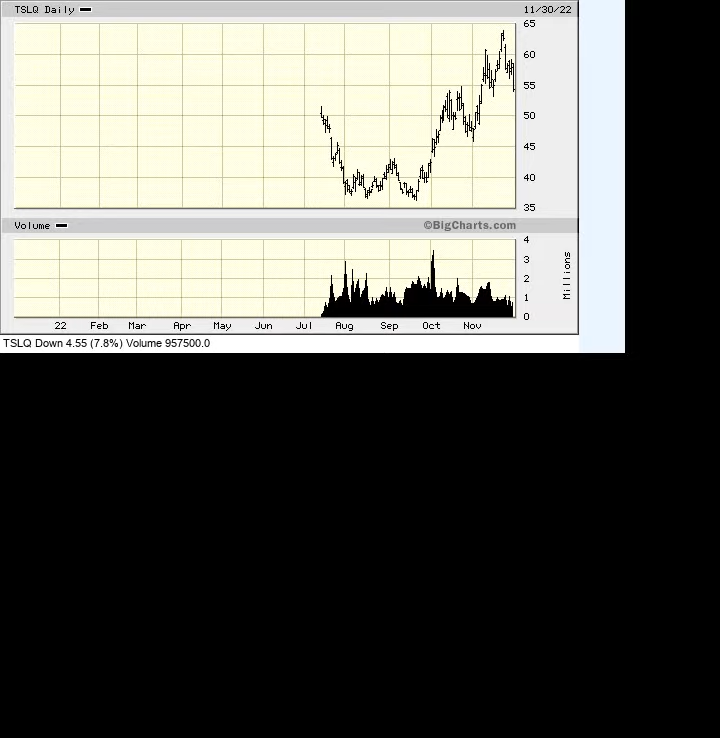 TSLQ Daily 11/30/22
65
60
55
50
45
40
35
Volume ©BigCharts.com
4
3
2
1
0
Millions
22 Feb Mar Apr May Jun Jul Aug Sep Oct Nov
TSLQ Down 4.55 (7.8%) Volume 957500.0